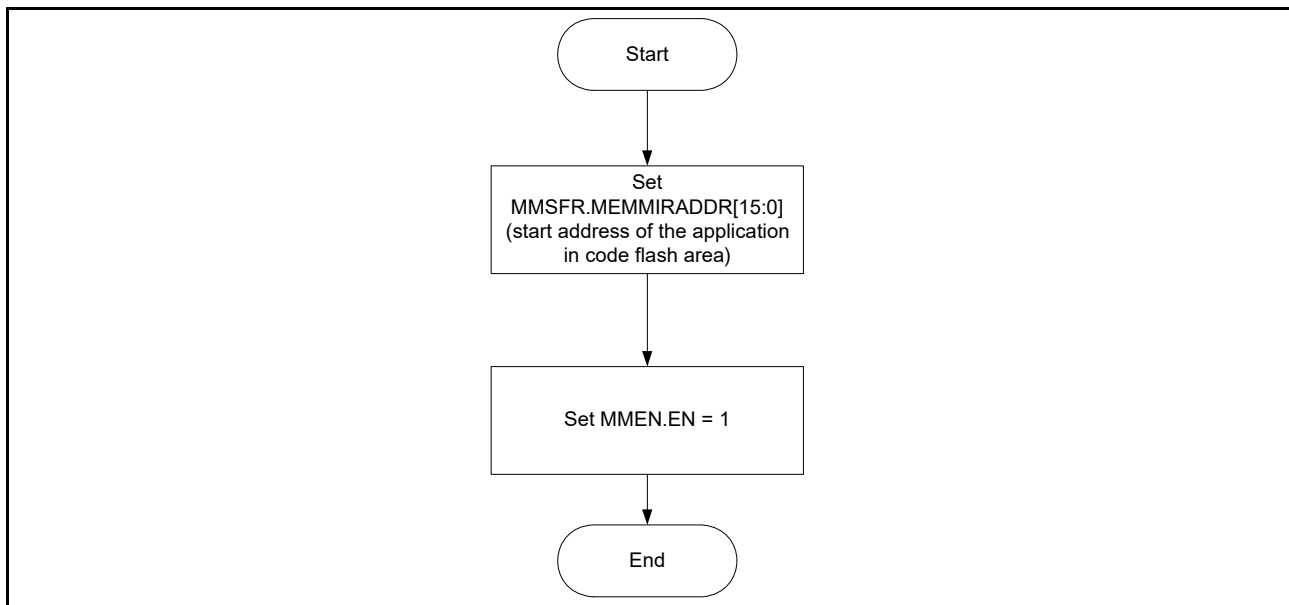 Start
Set
MMSFR.MEMMIRADDR[15:0]
(start address of the application
in code flash area)
Set MMEN.EN = 1
End